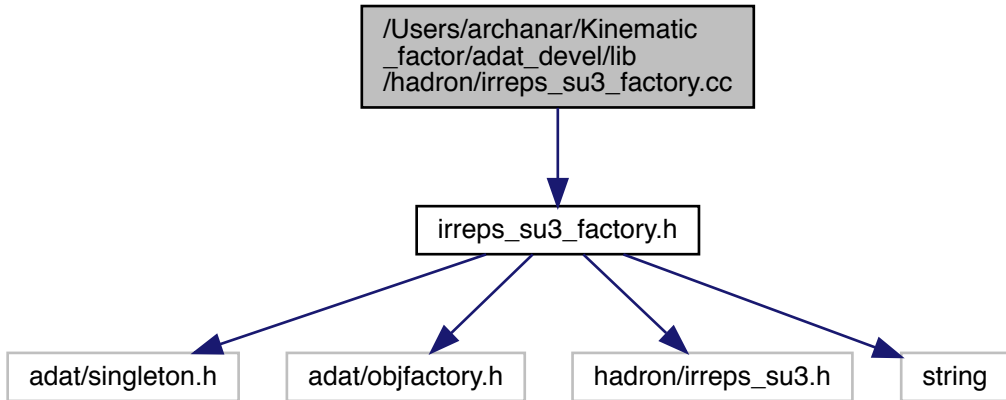 /Users/archanar/Kinematic
_factor/adat_devel/lib
/hadron/irreps_su3_factory.cc
irreps_su3_factory.h
adat/singleton.h
adat/objfactory.h
hadron/irreps_su3.h
string